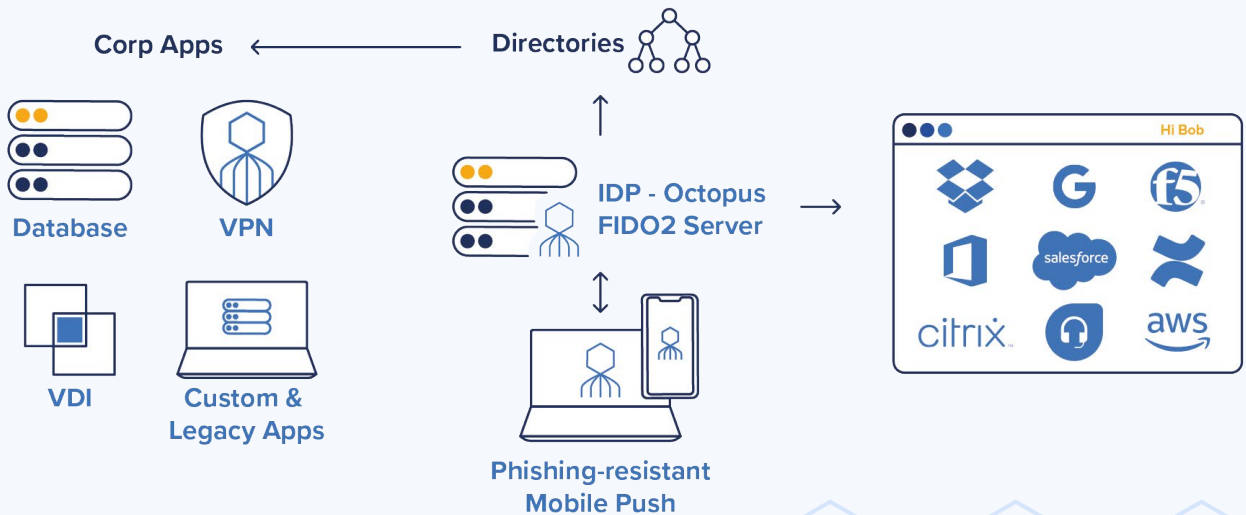 Corp Apps
Directories
Database
VPN
VDI
Custom &
Legacy Apps
IDP - Octopus
FIDO2 Server
Phishing-resistant
Mobile Push
Hi Bob
G
f5
salesforce
citrix
aws